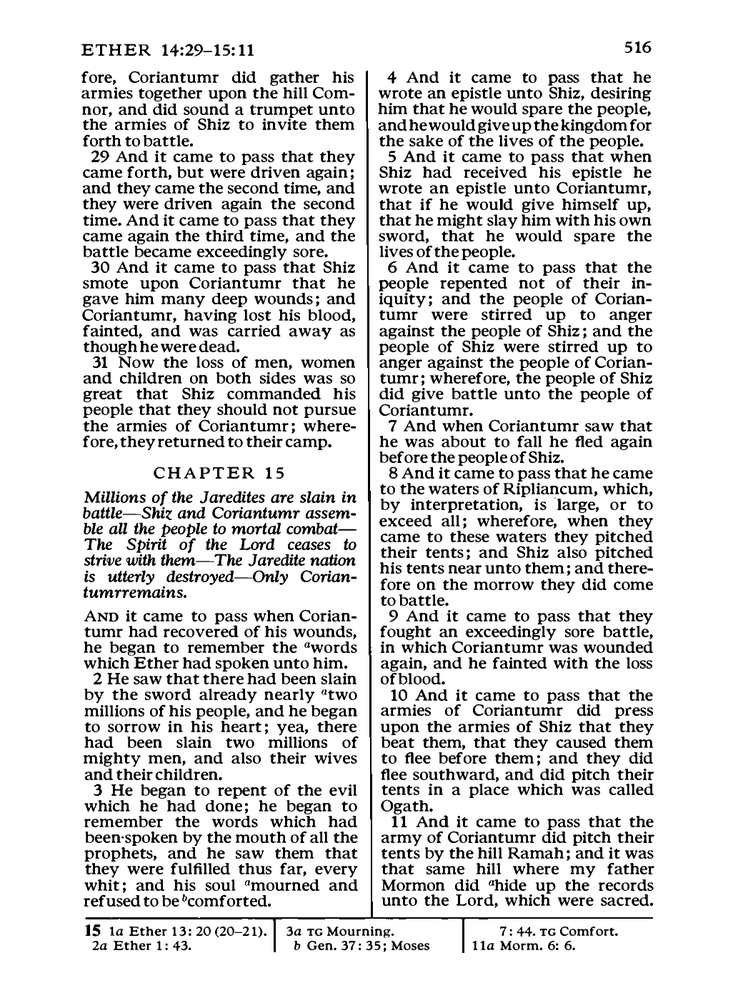 ETHER 14:29–15:11
516
fore, Coriantumr did gather his
armies together upon the hill Com-
nor, and did sound a trumpet unto
the armies of Shiz to invite them
forth to battle.
29 And it came to pass that they
came forth, but were driven again;
and they came the second time, and
they were driven again the second
time. And it came to pass that they
came again the third time, and the
battle became exceedingly sore.
30 And it came to pass that Shiz
smote upon Coriantumr that he
gave him many deep wounds; and
Coriantumr, having lost his blood,
fainted, and was carried away as
though he were dead.
31 Now the loss of men, women
and children on both sides was so
great that Shiz commanded his
people that they should not pursue
the armies of Coriantumr; where-
fore, they returned to their camp.
CHAPTER 15
Millions of the Jaredites are slain in
battle—Shiz and Coriantumr assem-
ble all the people to mortal combat—
The Spirit of the Lord ceases to
strive with them—The Jaredite nation
is utterly destroyed—Only Corian-
tumrremains.
AND it came to pass when Corian-
tumr had recovered of his wounds,
he began to remember the awords
which Ether had spoken unto him.
2 He saw that there had been slain
by the sword already nearly atwo
millions of his people, and he began
to sorrow in his heart; yea, there
had been slain two millions of
mighty men, and also their wives
and their children.
3 He began to repent of the evil
which he had done; he began to
remember the words which had
been·spoken by the mouth of all the
prophets, and he saw them that
they were fulfilled thus far, every
whit; and his soul amourned and
refused to be bcomforted.
4 And it came to pass that he
wrote an epistle unto Shiz, desiring
him that he would spare the people,
and he would give up the kingdom for
the sake of the lives of the people.
5 And it came to pass that when
Shiz had received his epistle he
wrote an epistle unto Coriantumr,
that if he would give himself up,
that he might slay him with his own
sword, that he would spare the
lives of the people.
6 And it came to pass that the
people repented not of their in-
iquity; and the people of Corian-
tumr were stirred up to anger
against the people of Shiz; and the
people of Shiz were stirred up to
anger against the people of Corian-
tumr; wherefore, the people of Shiz
did give battle unto the people of
Coriantumr.
7 And when Coriantumr saw that
he was about to fall he fled again
before the people of Shiz.
8 And it came to pass that he came
to the waters of Ripliancum, which,
by interpretation, is large, or to
exceed all; wherefore, when they
came to these waters they pitched
their tents; and Shiz also pitched
his tents near unto them; and there-
fore on the morrow they did come
to battle.
9 And it came to pass that they
fought an exceedingly sore battle,
in which Coriantumr was wounded
again, and he fainted with the loss
of blood.
10 And it came to pass that the
armies of Coriantumr did press
upon the armies of Shiz that they
beat them, that they caused them
to flee before them; and they did
flee southward, and did pitch their
tents in a place which was called
Ogath.
11 And it came to pass that the
army of Coriantumr did pitch their
tents by the hill Ramah; and it was
that same hill where my father
Mormon did ahide up the records
unto the Lord, which were sacred.
15 1a Ether 13: 20 (20–21).
2a Ether 1: 43.
3a TG Mourning.
b Gen. 37: 35; Moses
7: 44. TG Comfort.
11a Morm. 6: 6.